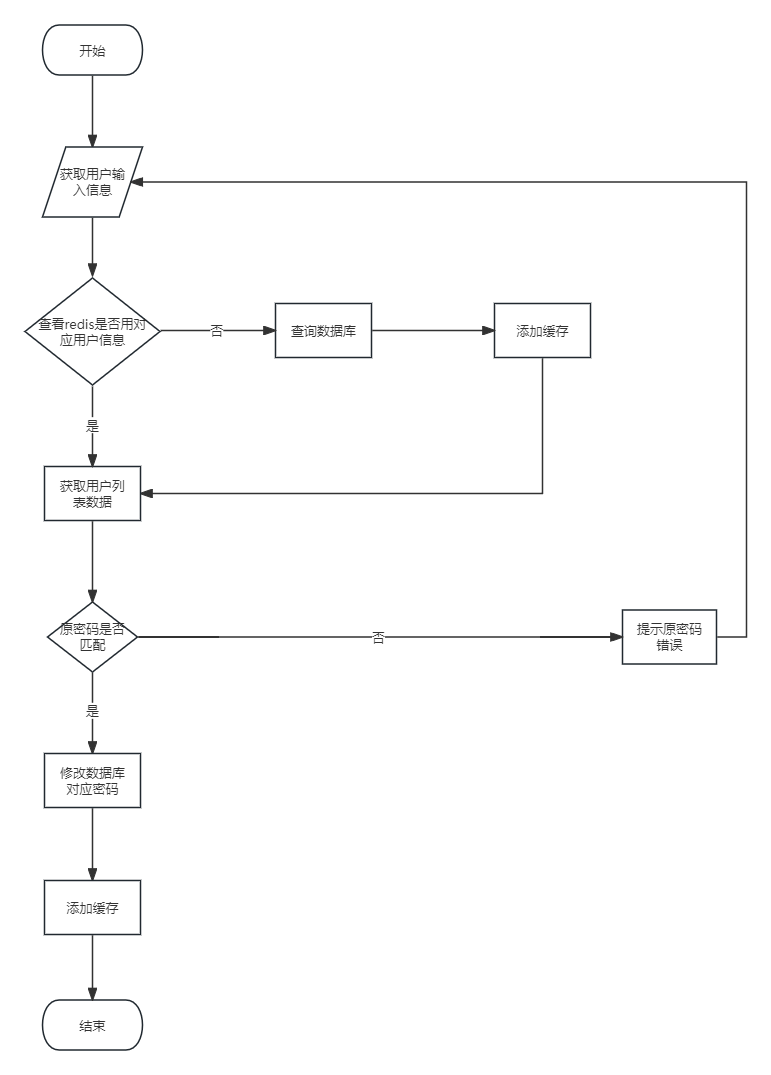 开始
获取用户输
入信息
查看redis是否用对
应用户信息
否
查询数据库
添加缓存
是
获取用户列
表数据
原密码是否
匹配
否
提示原密码
错误
是
修改数据库
对应密码
添加缓存
结束